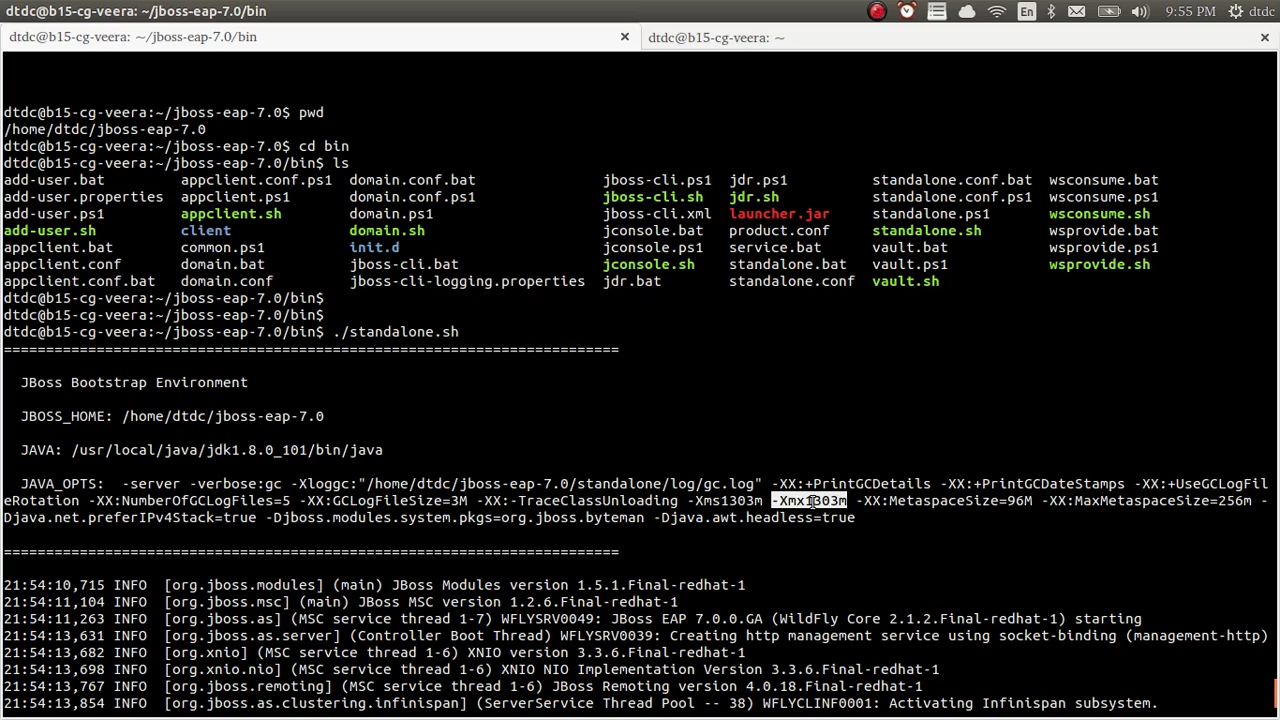 dtdc@b15-cg-veera: ~/jboss-eap-7.0/bin
En
9:55 PM
dtdc
dtdc@b15-cg-veera: ~/jboss-eap-7.0/bin
dtdc@b15-cg-veera: ~
dtdc@b15-cg-veera:~/jboss-eap-7.0$ pwd
/home/dtdc/jboss-eap-7.0
dtdc@b15-cg-veera:~/jboss-eap-7.0$ cd bin
dtdc@b15-cg-veera:~/jboss-eap-7.0/bin$ ls
add-user.bat appclient.conf.ps1 domain.conf.bat jboss-cli.ps1 jdr.ps1 standalone.conf.bat wsconsume.bat
add-user.properties appclient.ps1 domain.conf.ps1 jboss-cli.sh jdr.sh standalone.conf.ps1 wsconsume.ps1
add-user.ps1 appclient.sh domain.ps1 jboss-cli.xml launcher.jar standalone.ps1 wsconsume.sh
add-user.sh client domain.sh jconsole.bat product.conf standalone.sh wsprovide.bat
appclient.bat common.ps1 init.d jconsole.ps1 service.bat vault.bat wsprovide.ps1
appclient.conf domain.bat jboss-cli.bat jconsole.sh standalone.bat vault.ps1 wsprovide.sh
appclient.conf.bat domain.conf jboss-cli-logging.properties jdr.bat standalone.conf vault.sh
dtdc@b15-cg-veera:~/jboss-eap-7.0/bin$
dtdc@b15-cg-veera:~/jboss-eap-7.0/bin$
dtdc@b15-cg-veera:~/jboss-eap-7.0/bin$ ./standalone.sh
=========================================================================
JBoss Bootstrap Environment
JBOSS_HOME: /home/dtdc/jboss-eap-7.0
JAVA: /usr/local/java/jdk1.8.0_101/bin/java
JAVA_OPTS: -server -verbose:gc -Xloggc:"/home/dtdc/jboss-eap-7.0/standalone/log/gc.log" -XX:+PrintGCDetails -XX:+PrintGCDateStamps -XX:+UseGCLogFil
eRotation -XX:NumberOfGCLogFiles=5 -XX:GCLogFileSize=3M -XX:-TraceClassUnloading -Xms1303m -Xmx1303m -XX:MetaspaceSize=96M -XX:MaxMetaspaceSize=256m -
Djava.net.preferIPv4Stack=true -Djboss.modules.system.pkgs=org.jboss.byteman -Djava.awt.headless=true
=========================================================================
21:54:10,715 INFO [org.jboss.modules] (main) JBoss Modules version 1.5.1.Final-redhat-1
21:54:11,104 INFO [org.jboss.msc] (main) JBoss MSC version 1.2.6.Final-redhat-1
21:54:11,263 INFO [org.jboss.as] (MSC service thread 1-7) WFLYSRV0049: JBoss EAP 7.0.0.GA (WildFly Core 2.1.2.Final-redhat-1) starting
21:54:13,631 INFO [org.jboss.as.server] (Controller Boot Thread) WFLYSRV0039: Creating http management service using socket-binding (management-http)
21:54:13,682 INFO [org.xnio] (MSC service thread 1-6) XNIO version 3.3.6.Final-redhat-1
21:54:13,698 INFO [org.xnio.nio] (MSC service thread 1-6) XNIO NIO Implementation Version 3.3.6.Final-redhat-1
21:54:13,767 INFO [org.jboss.remoting] (MSC service thread 1-6) JBoss Remoting version 4.0.18.Final-redhat-1
21:54:13,854 INFO [org.jboss.as.clustering.infinispan] (ServerService Thread Pool -- 38) WFLYCLINF0001: Activating Infinispan subsystem.